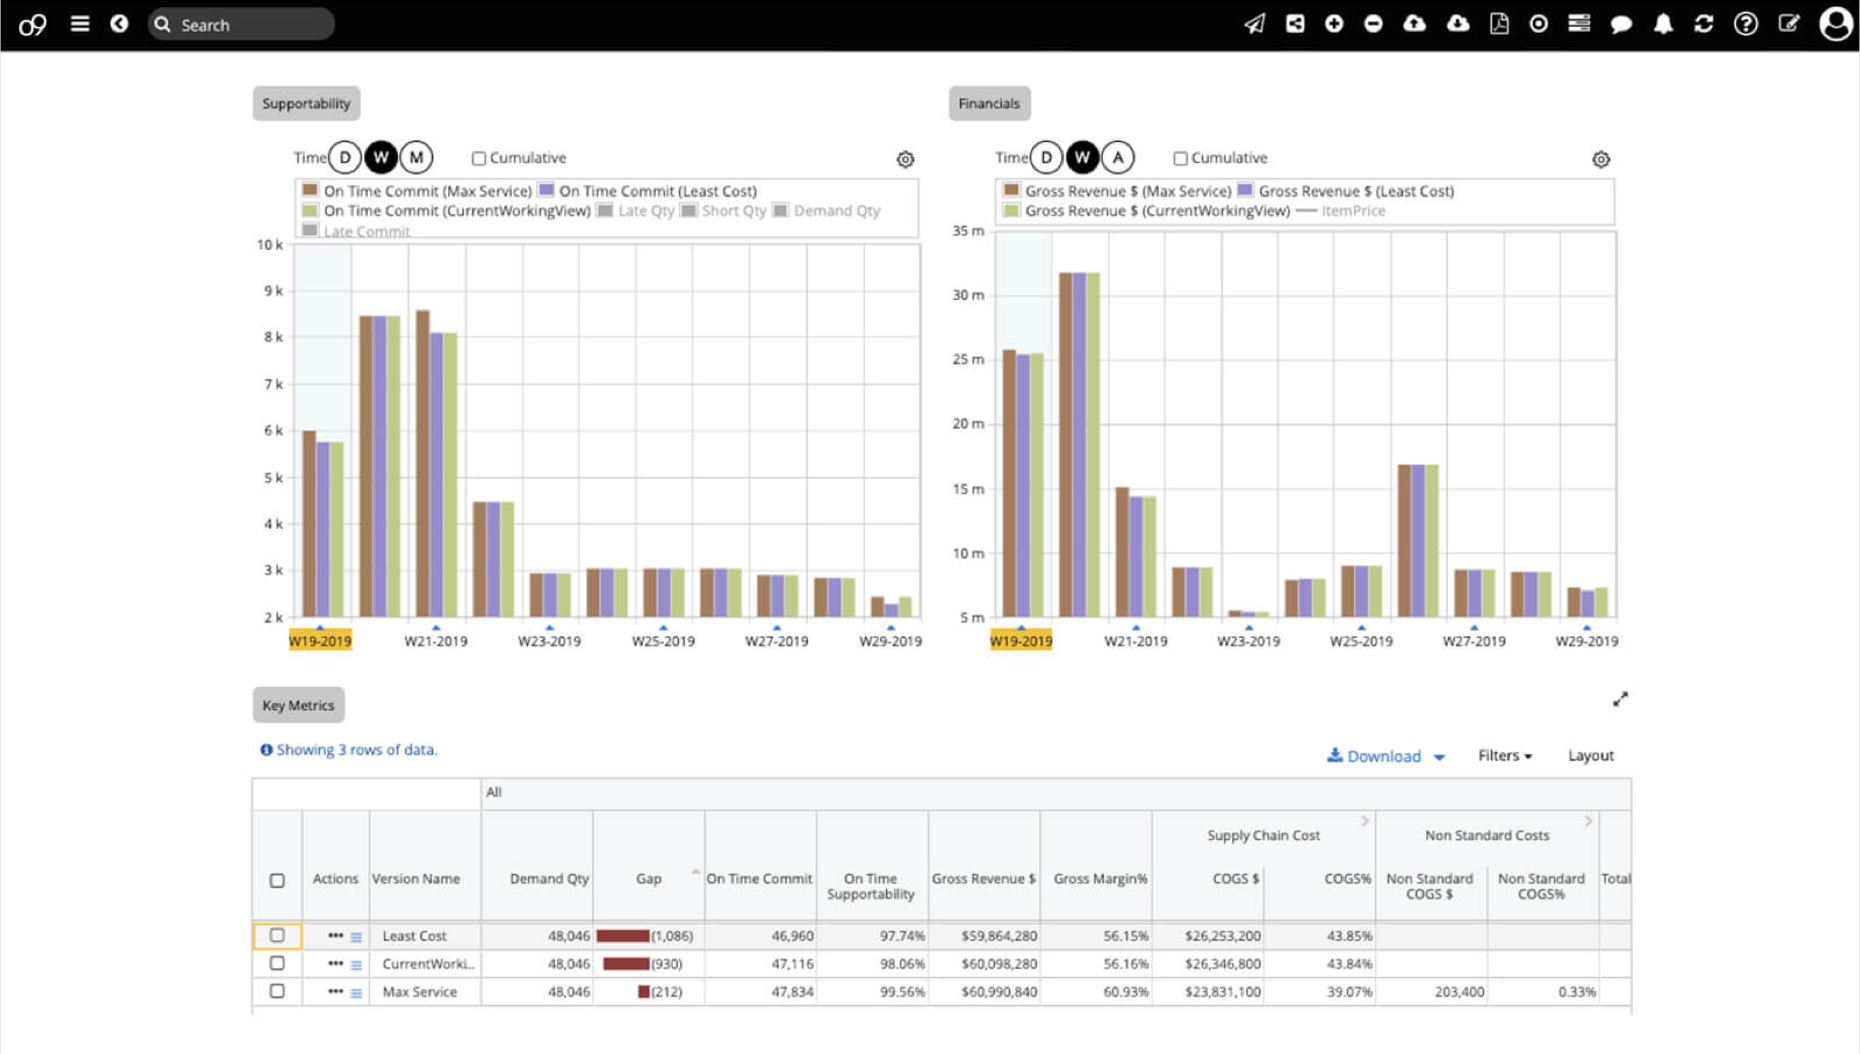 o9 Search
Supportability
Time D W M Cumulative
On Time Commit (Max Service) On Time Commit (Least Cost)
On Time Commit (CurrentWorkingView) Late Qty Short Qty Demand Qty
Late Commit
10 k
9 k
8 k
7 k
6 k
5 k
4 k
3 k
2 k
W19-2019 W21-2019 W23-2019 W25-2019 W27-2019 W29-2019
Financials
Time D W A Cumulative
Gross Revenue $ (Max Service) Gross Revenue $ (Least Cost)
Gross Revenue $ (CurrentWorkingView) ItemPrice
35 m
30 m
25 m
20 m
15 m
10 m
5 m
W19-2019 W21-2019 W23-2019 W25-2019 W27-2019 W29-2019
Key Metrics
Showing 3 rows of data.
Download Filters Layout
All
Supply Chain Cost Non Standard Costs
Actions Version Name Demand Qty Gap On Time Commit On Time Supportability Gross Revenue $ Gross Margin% COGS $ COGS% Non Standard COGS $ Non Standard COGS% Total
Least Cost 48,046 (1,086) 46,960 97.74% $59,864,280 56.15% $26,253,200 43.85%
CurrentWorki... 48,046 (930) 47,116 98.06% $60,098,280 56.16% $26,346,800 43.84%
Max Service 48,046 (212) 47,834 99.56% $60,990,840 60.93% $23,831,100 39.07% 203,400 0.33%